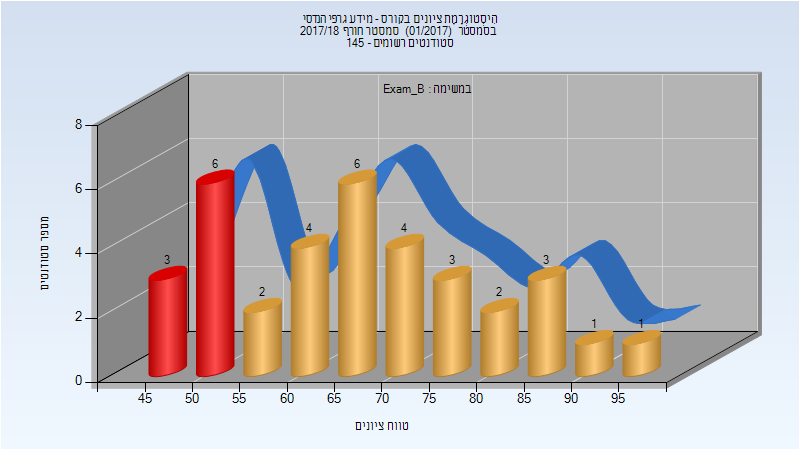 היסטוגרמת ציונים בקורס - מידע גרפי תנדסי
בסמסטר (01/2017) סמסטר חורף 2017/18
סטודנטים רשומים - 145
במשימה : Exam_B
מספר סטודנטים
8
6
4
2
0
3
6
2
4
6
4
3
2
3
1
1
45 50 55 60 65 70 75 80 85 90 95
טווח ציונים